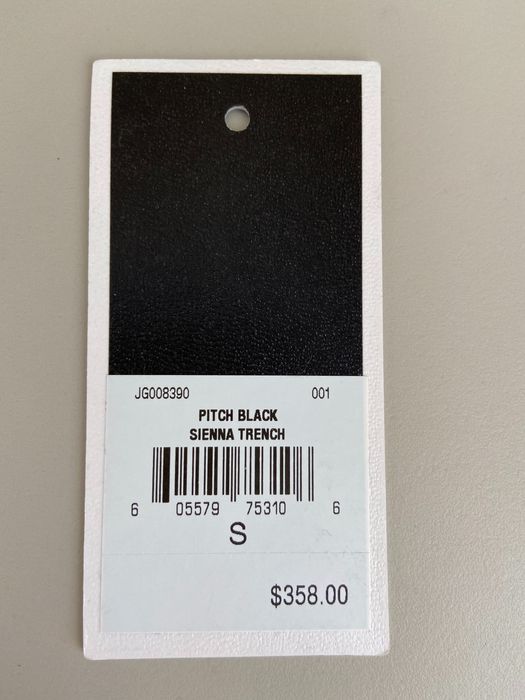 JG008390 001
PITCH BLACK
SIENNA TRENCH
6 05579 75310 6
S
$358.00